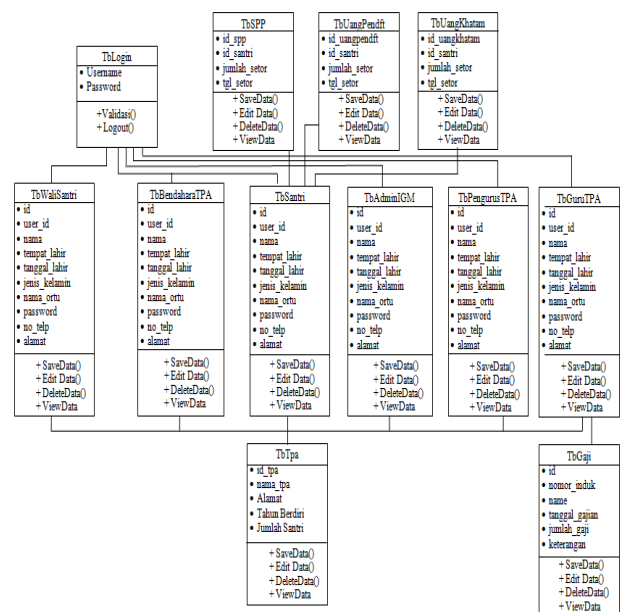 TbLogin
• Username
• Password
+Validasi()
+Logout()
TbSPP
• id_spp
• id_santri
• jumlah_setor
• tgl_setor
+ SaveData()
+ Edit Data()
+ DeleteData()
+ ViewData
TbUangPendft
• id_uangpendft
• id_santri
• jumlah_setor
• tgl_setor
+ SaveData()
+ Edit Data()
+ DeleteData()
+ ViewData
TbUangKhatam
• id_uangkhatam
• id_santri
• jumlah_setor
• tgl_setor
+ SaveData()
+ Edit Data()
+ DeleteData()
+ ViewData
TbWaliSantri
• id
• user_id
• nama
• tempat_lahir
• tanggal_lahir
• jenis_kelamin
• nama_ortu
• password
• no_telp
• alamat
+ SaveData()
+ Edit Data()
+ DeleteData()
+ ViewData
TbBendaharaTPA
• id
• user_id
• nama
• tempat_lahir
• tanggal_lahir
• jenis_kelamin
• nama_ortu
• password
• no_telp
• alamat
+ SaveData()
+ Edit Data()
+ DeleteData()
+ ViewData
TbSantri
• id
• user_id
• nama
• tempat_lahir
• tanggal_lahir
• jenis_kelamin
• nama_ortu
• password
• no_telp
• alamat
+ SaveData()
+ Edit Data()
+ DeleteData()
+ ViewData
TbAdminIGM
• id
• user_id
• nama
• tempat_lahir
• tanggal_lahir
• jenis_kelamin
• nama_ortu
• password
• no_telp
• alamat
+ SaveData()
+ Edit Data()
+ DeleteData()
+ ViewData
TbPengurusTPA
• id
• user_id
• nama
• tempat_lahir
• tanggal_lahir
• jenis_kelamin
• nama_ortu
• password
• no_telp
• alamat
+ SaveData()
+ Edit Data()
+ DeleteData()
+ ViewData
TbGuruTPA
• id
• user_id
• nama
• tempat_lahir
• tanggal_lahir
• jenis_kelamin
• nama_ortu
• password
• no_telp
• alamat
+ SaveData()
+ Edit Data()
+ DeleteData()
+ ViewData
TbTpa
• id_tpa
• nama_tpa
• Alamat
• Tahun Berdiri
• Jumlah Santri
+ SaveData()
+ Edit Data()
+ DeleteData()
+ ViewData
TbGaji
• id
• nomor_induk
• name
• tanggal_gajian
• jumlah_gaji
• keterangan
+ SaveData()
+ Edit Data()
+ DeleteData()
+ ViewData